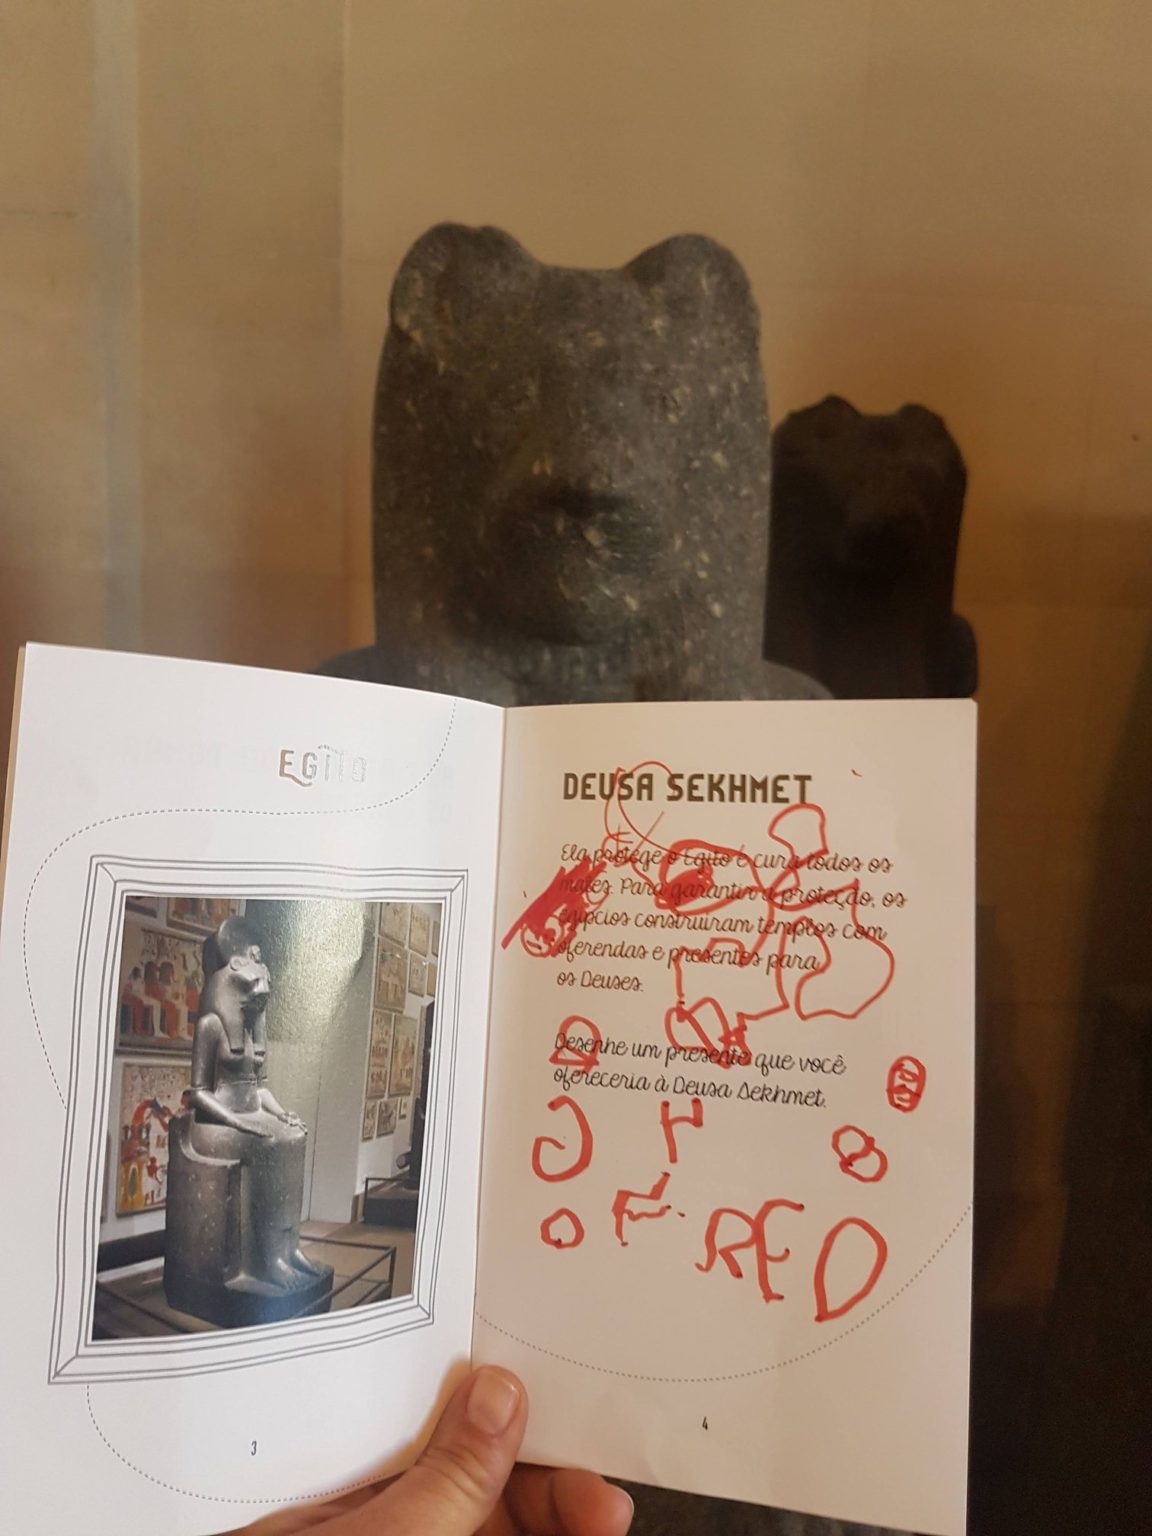 EGITO
3
DEUSA SEKHMET
Ela protege o Egito e cura todos os
males. Para garantir a proteção, os
egípcios construíram templos com
oferendas e presentes para
os Deuses.
Desenhe um presente que você
ofereceria à Deusa Sekhmet.
RED
4